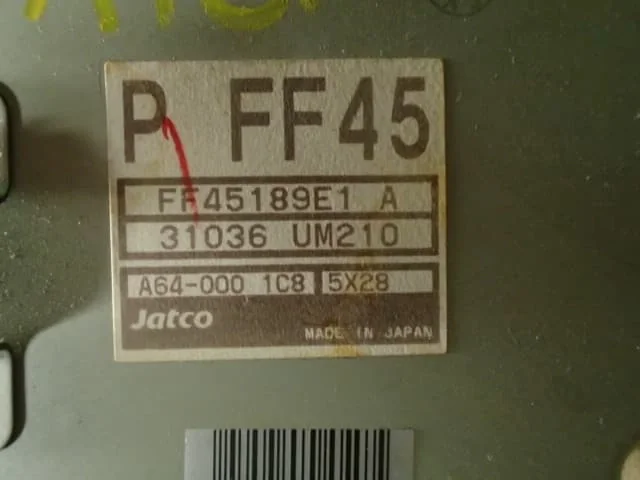 P FF45
FF45189E1 A
31036 UM210
A64-000 1C8 5X28
Jatco
MADE IN JAPAN